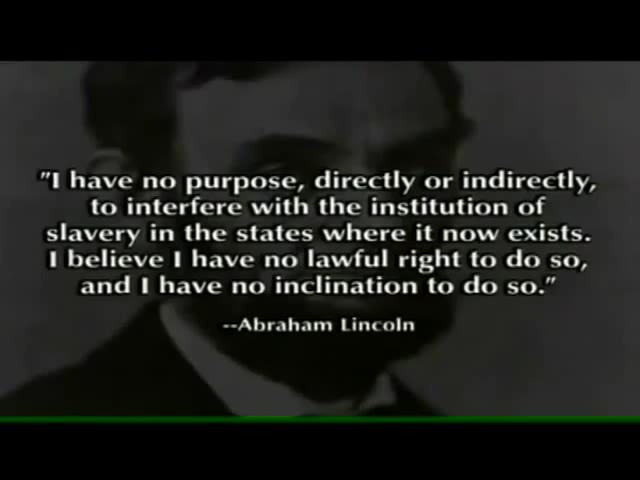 "I have no purpose, directly or indirectly,
to interfere with the institution of
slavery in the states where it now exists.
I believe I have no lawful right to do so,
and I have no inclination to do so."
--Abraham Lincoln